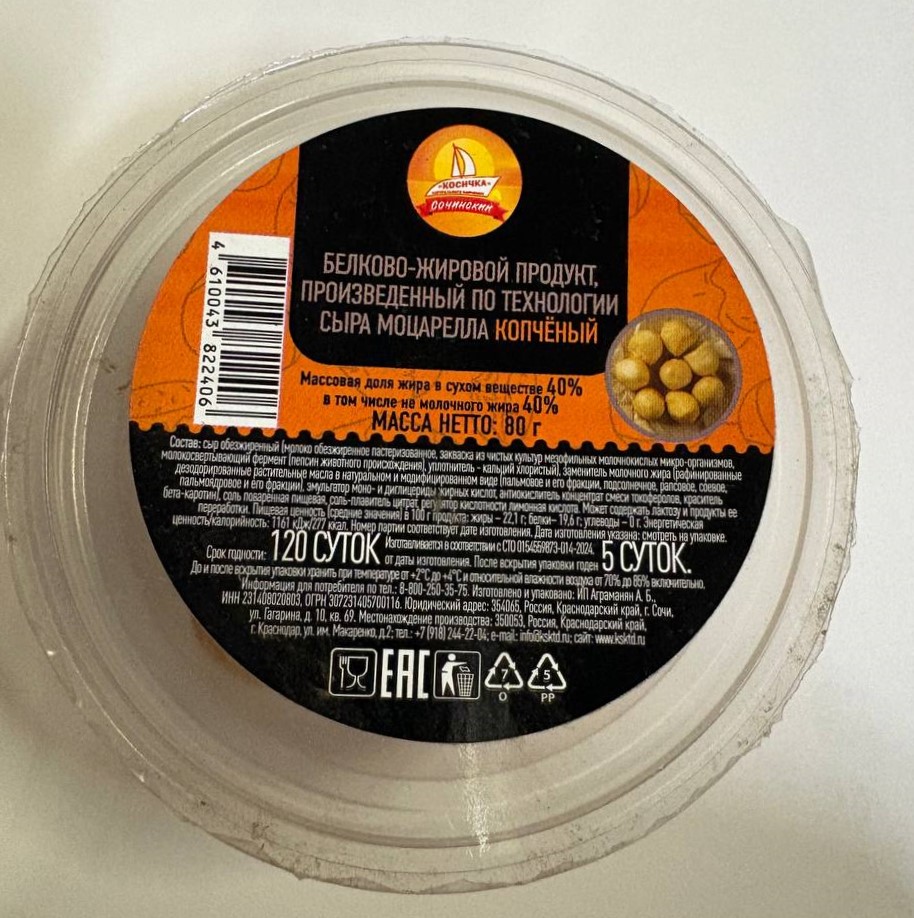 «КОСИЧКА»
СОЧИНСКИЙ
БЕЛКОВО-ЖИРОВОЙ ПРОДУКТ,
ПРОИЗВЕДЕННЫЙ ПО ТЕХНОЛОГИИ
СЫРА МОЦАРЕЛЛА КОПЧЁНЫЙ
4 610043 822406
Массовая доля жира в сухом веществе 40%
в том числе не молочного жира 40%
МАССА НЕТТО: 80 г
Состав: сыр обезжиренный (молоко обезжиренное пастеризованное, закваска из чистых культур мезофильных молочнокислых микро-организмов,
молокосвертывающий фермент (пепсин животного происхождения), уплотнитель - кальций хлористый), заменитель молочного жира (рафинированные
дезодорированные растительные масла в натуральном и модифицированном виде (пальмовое и его фракции, подсолнечное, рапсовое, соевое,
пальмоядровое и его фракции), эмульгатор моно- и диглицериды жирных кислот, антиокислитель концентрат смеси токоферолов, краситель
бета-каротин), соль поваренная пищевая, соль-плавитель цитрат, регулятор кислотности лимонная кислота. Может содержать лактозу и продукты ее
переработки. Пищевая ценность (средние значения) в 100 г продукта: жиры – 22,1 г; белки– 19,6 г; углеводы – 0 г. Энергетическая
ценность/калорийность: 1161 кДж/277 ккал. Номер партии соответствует дате изготовления. Дата изготовления указана: смотреть на упаковке.
Изготавливается в соответствии с СТО 0154559873-014-2024.
Срок годности: 120 СУТОК от даты изготовления. После вскрытия упаковки годен 5 СУТОК.
До и после вскрытия упаковки хранить при температуре от +2°С до +4°С и относительной влажности воздуха от 70% до 85% включительно.
Информация для потребителя по тел.: 8-800-250-35-75. Изготовлено и упаковано: ИП Аграманян А. Б.,
ИНН 231408020803, ОГРН 307231405700116. Юридический адрес: 354065, Россия, Краснодарский край, г. Сочи,
ул. Гагарина, д. 10, кв. 69. Местонахождение производства: 350053, Россия, Краснодарский край,
г. Краснодар, ул. им. Макаренко, д.2; тел.: +7 (918) 244-22-04; e-mail: info@ksktd.ru; сайт: www.ksktd.ru
EAC
7
O
5
PP